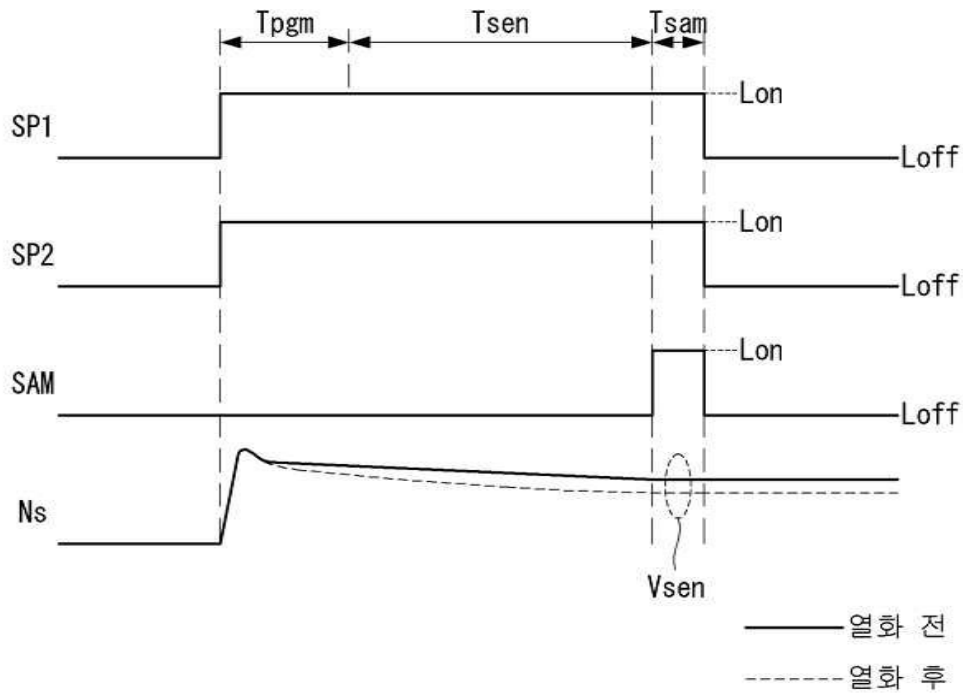 Tpgm Tsen Tsam
Lon
SP1
Loff
Lon
SP2
Loff
Lon
SAM
Loff
Ns
Vsen
열화 전
열화 후